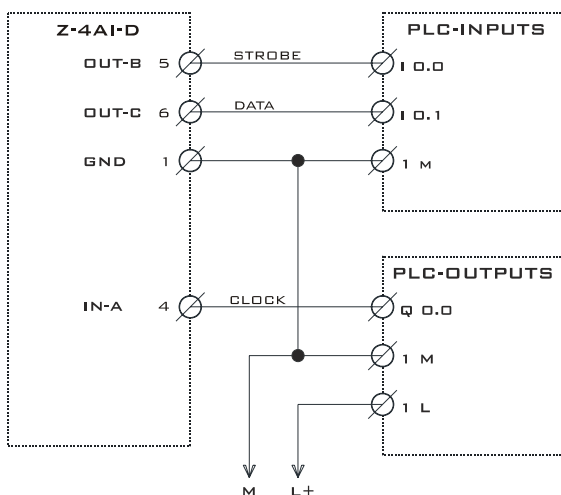 Z-4AI-D
PLC-INPUTS
OUT-B 5
STROBE
I 0.0
OUT-C 6
DATA
I 0.1
GND 1
1 M
PLC-OUTPUTS
IN-A 4
CLOCK
Q 0.0
1 M
1 L
M
L+